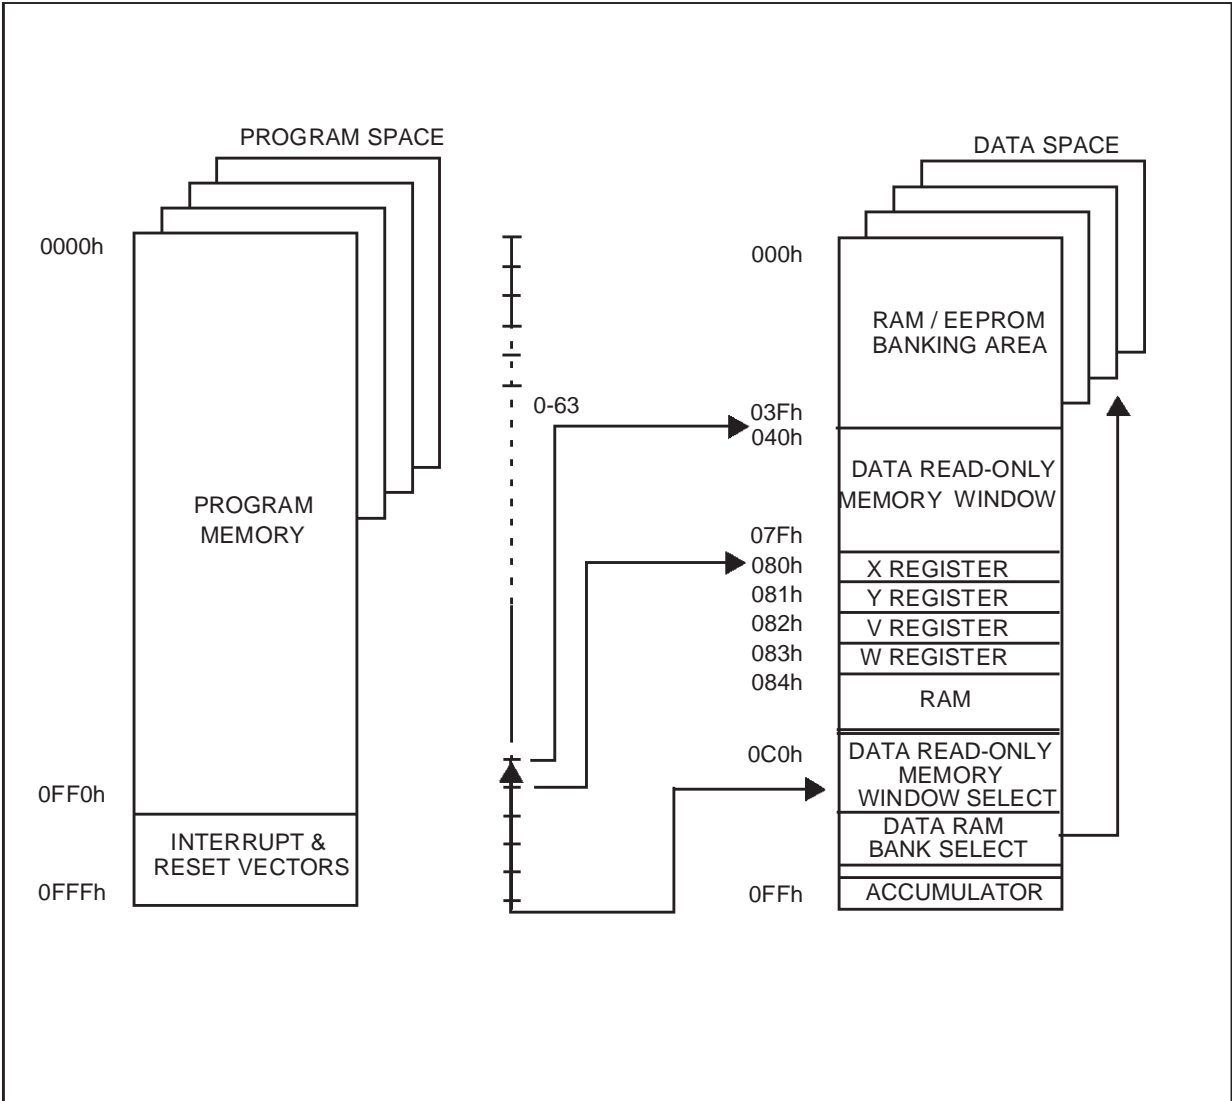 PROGRAM SPACE
0000h
PROGRAM
MEMORY
0FF0h
INTERRUPT &
RESET VECTORS
0FFFh
0-63
DATA SPACE
000h
RAM / EEPROM
BANKING AREA
03Fh
040h
DATA READ-ONLY
MEMORY WINDOW
07Fh
080h
X REGISTER
081h
Y REGISTER
082h
V REGISTER
083h
W REGISTER
084h
RAM
0C0h
DATA READ-ONLY
MEMORY
WINDOW SELECT
DATA RAM
BANK SELECT
0FFh
ACCUMULATOR